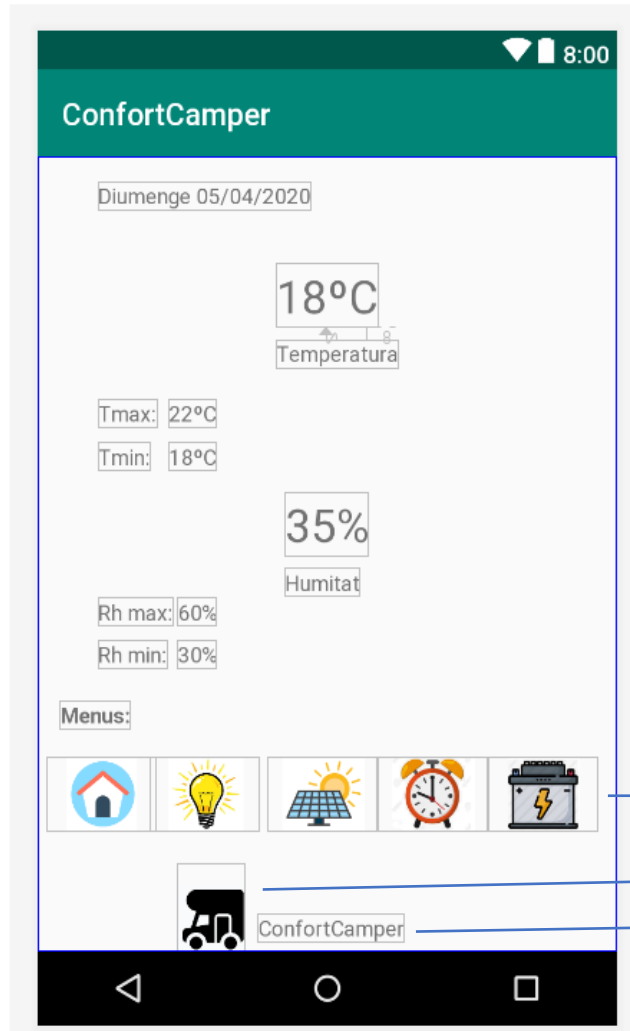 8:00
ConfortCamper
Diumenge 05/04/2020
18ºC
8
Temperatura
Tmax: 22ºC
Tmin: 18ºC
35%
Humitat
Rh max: 60%
Rh min: 30%
Menus:
ConfortCamper